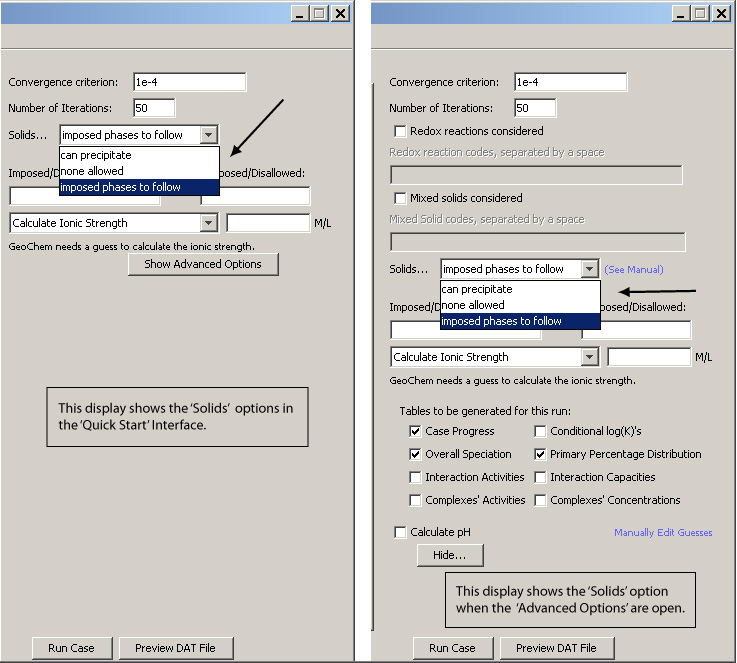 Convergence criterion: 1e-4
Number of Iterations: 50
Solids... imposed phases to follow
can precipitate
none allowed
imposed phases to follow
Imposed/D posed/Disallowed:
Calculate Ionic Strength M/L
GeoChem needs a guess to calculate the ionic strength.
Show Advanced Options
This display shows the 'Solids' options in
the 'Quick Start' Interface.
Run Case Preview DAT File
Convergence criterion: 1e-4
Number of Iterations: 50
Redox reactions considered
Redox reaction codes, separated by a space
Mixed solids considered
Mixed Solid codes, separated by a space
Solids... imposed phases to follow (See Manual)
can precipitate
none allowed
imposed phases to follow
Imposed/D posed/Disallowed:
Calculate Ionic Strength M/L
GeoChem needs a guess to calculate the ionic strength.
Tables to be generated for this run:
Case Progress Conditional log(K)'s
Overall Speciation Primary Percentage Distribution
Interaction Activities Interaction Capacities
Complexes' Activities Complexes' Concentrations
Calculate pH Manually Edit Guesses
Hide...
This display shows the 'Solids' option
when the 'Advanced Options' are open.
Run Case Preview DAT File